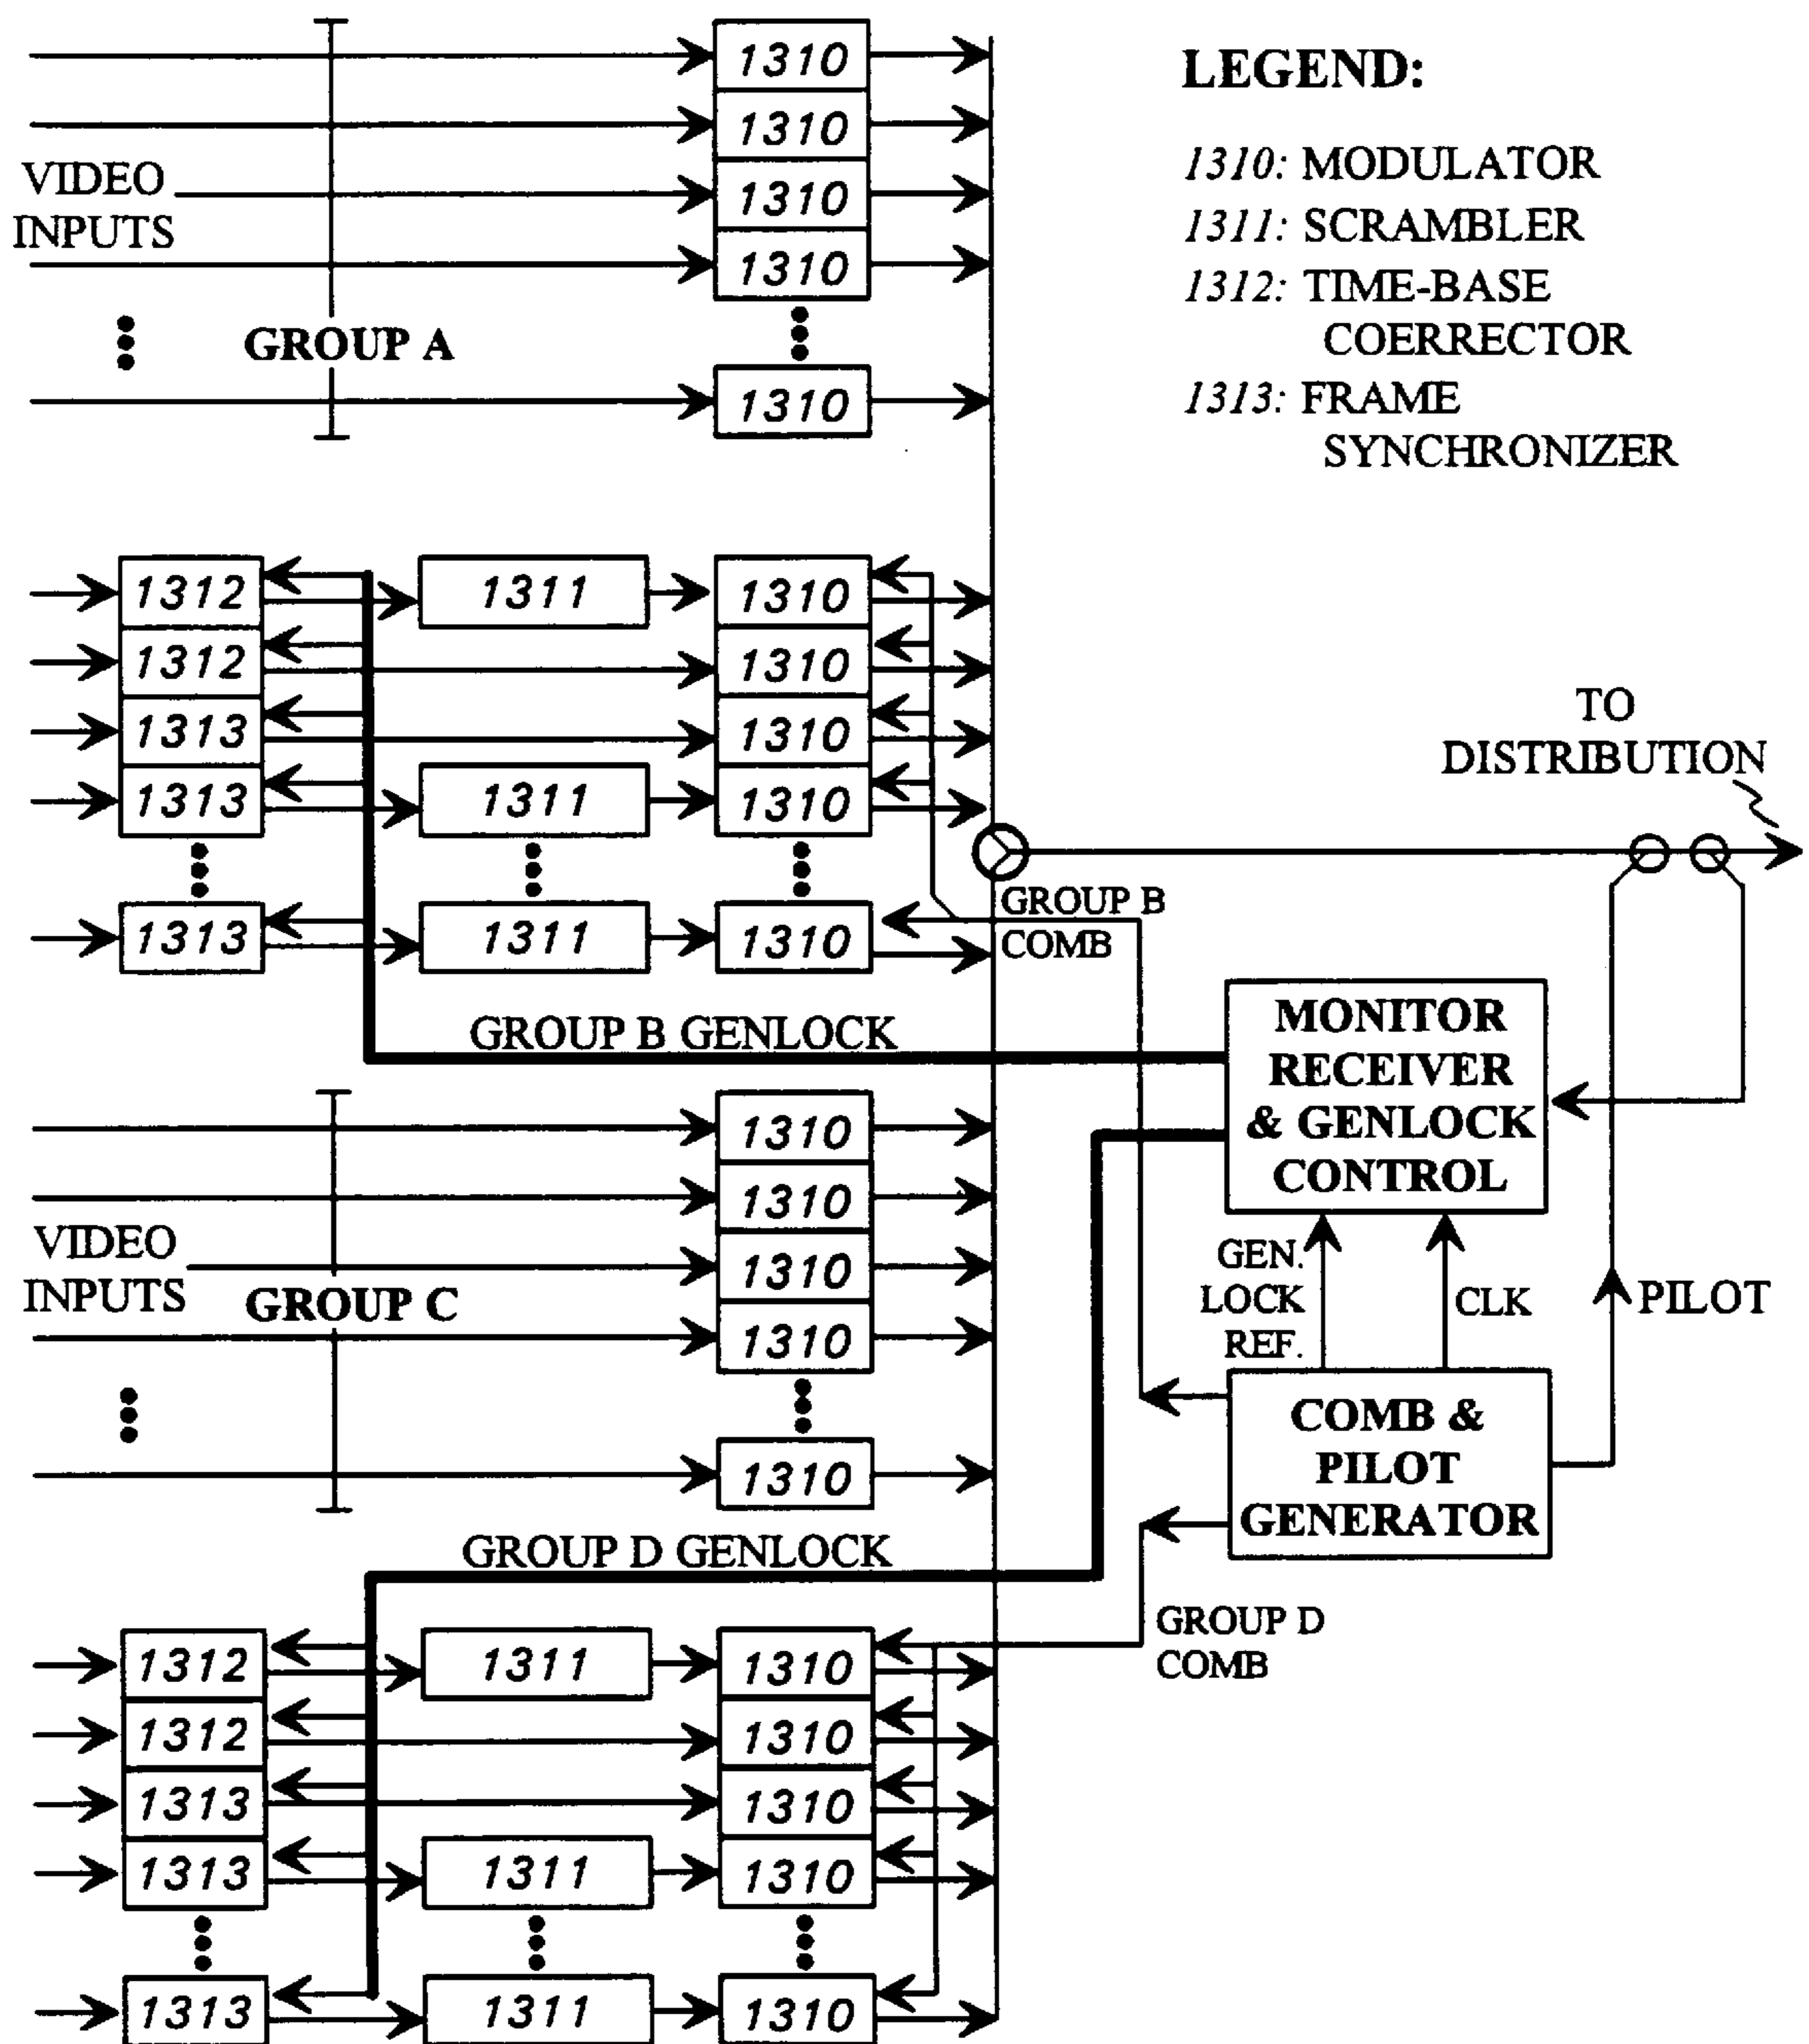 1310
1310
VIDEO
INPUTS
1310
1310
GROUP A
1310
LEGEND:
1310: MODULATOR
1311: SCRAMBLER
1312: TIME-BASE
COERRECTOR
1313: FRAME
SYNCHRONIZER
1312 1311 1310
1312 1310
1313 1310
1313 1311 1310
1313 1311 1310
TO
DISTRIBUTION
GROUP B
COMB
GROUP B GENLOCK
MONITOR
RECEIVER
& GENLOCK
CONTROL
1310
1310
VIDEO
INPUTS
1310
GROUP C
1310
1310
GEN.
LOCK
REF.
CLK
PILOT
COMB &
PILOT
GENERATOR
GROUP D GENLOCK
GROUP D
COMB
1312 1311 1310
1312 1310
1313 1310
1313 1311 1310
1313 1311 1310